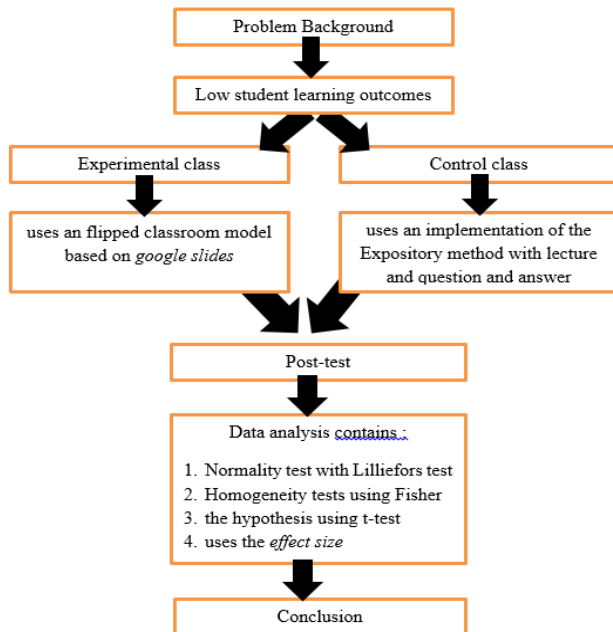 Problem Background
Low student learning outcomes
Experimental class
Control class
uses an flipped classroom model
based on google slides
uses an implementation of the
Expository method with lecture
and question and answer
Post-test
Data analysis contains :
1. Normality test with Lilliefors test
2. Homogeneity tests using Fisher
3. the hypothesis using t-test
4. uses the effect size
Conclusion